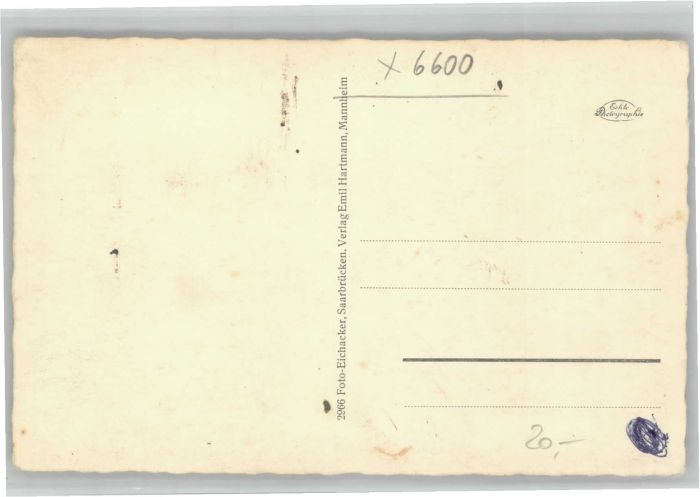 x 6600
Echte
Photographie
2966 Foto-Eichacker, Saarbrücken. Verlag Emil Hartmann, Mannheim
20,-